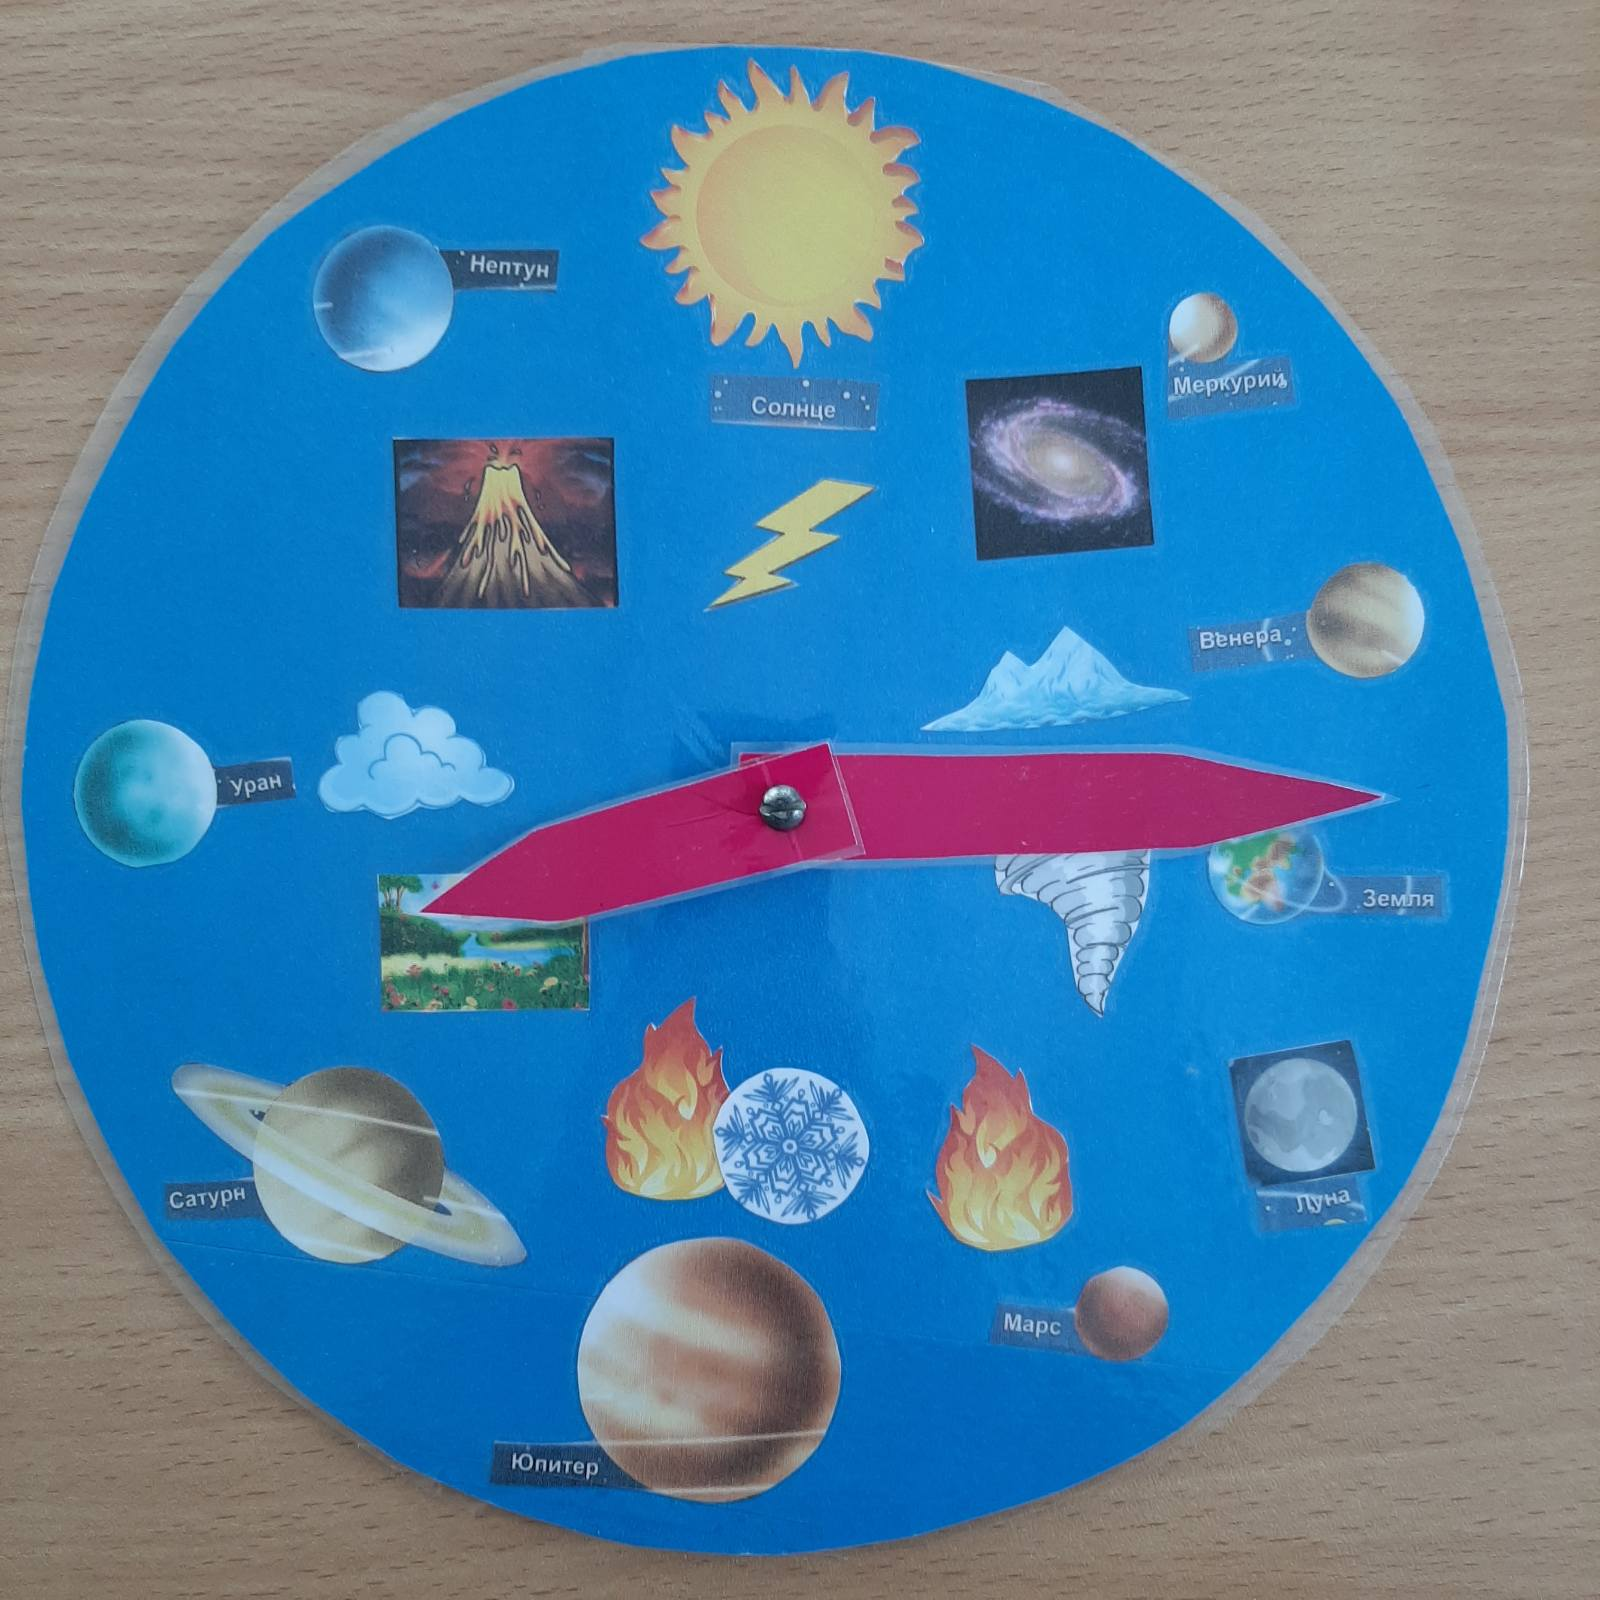 Нептун
Солнце
Меркурий
Венера
Уран
Земля
Сатурн
Луна
Марс
Юпитер